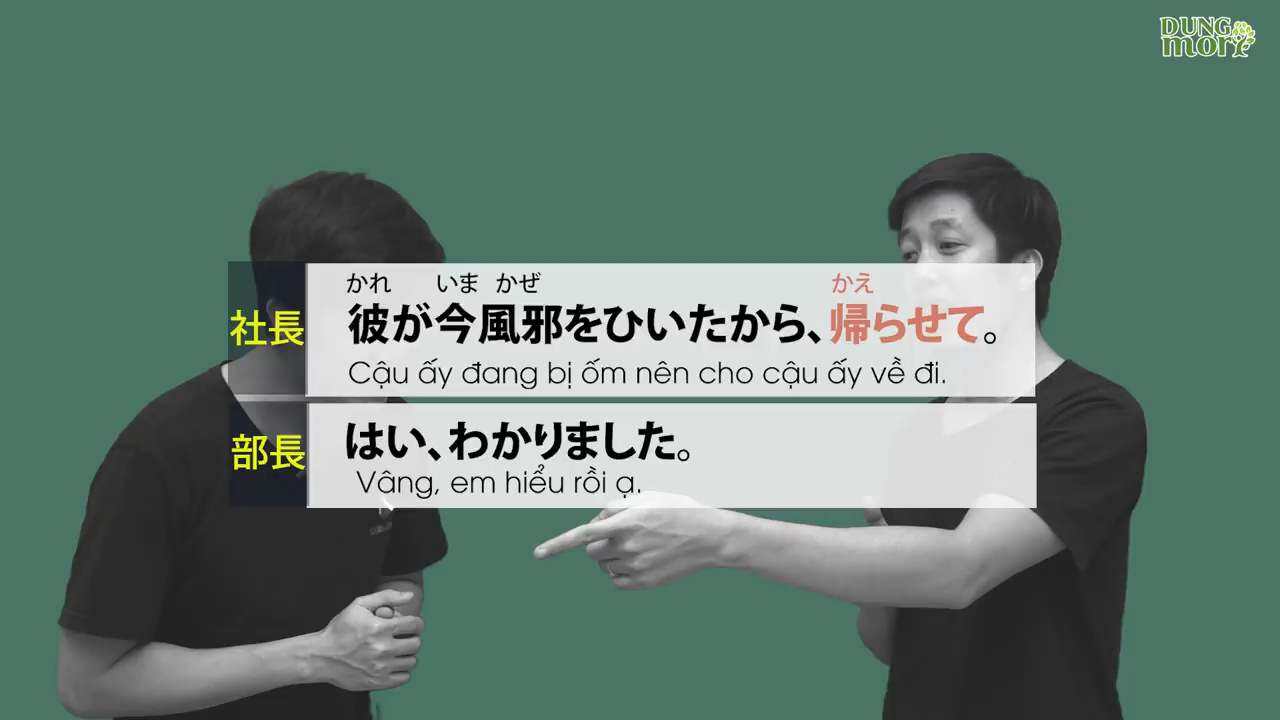 DUNG
mori
かれ いま かぜ かえ
社長 彼が今風邪をひいたから、帰らせて。
Cậu ấy đang bị ốm nên cho cậu ấy về đi.
部長 はい、わかりました。
Vâng, em hiểu rồi ạ.